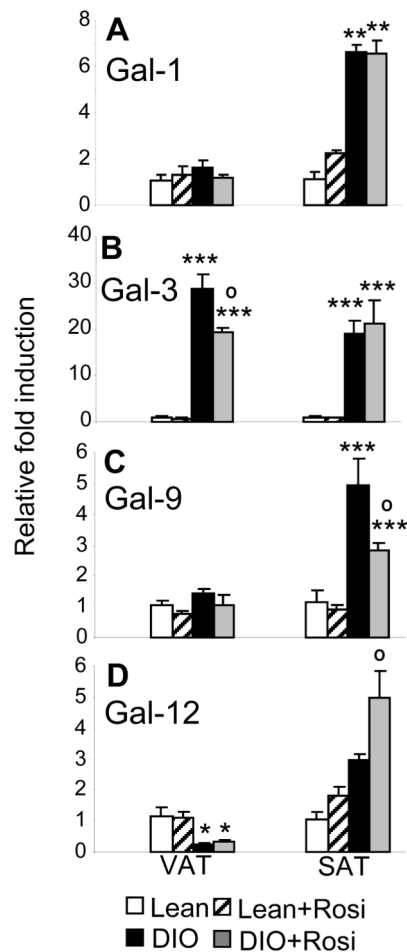 A
Gal-1
8
6
4
2
0
** **
B
Gal-3
40
30
20
10
0
***
o
***
*** ***
C
Gal-9
6
5
4
3
2
1
0
***
o
***
D
Gal-12
6
5
4
3
2
1
0
* *
o
Relative fold induction
VAT SAT
Lean Lean+Rosi
DIO DIO+Rosi